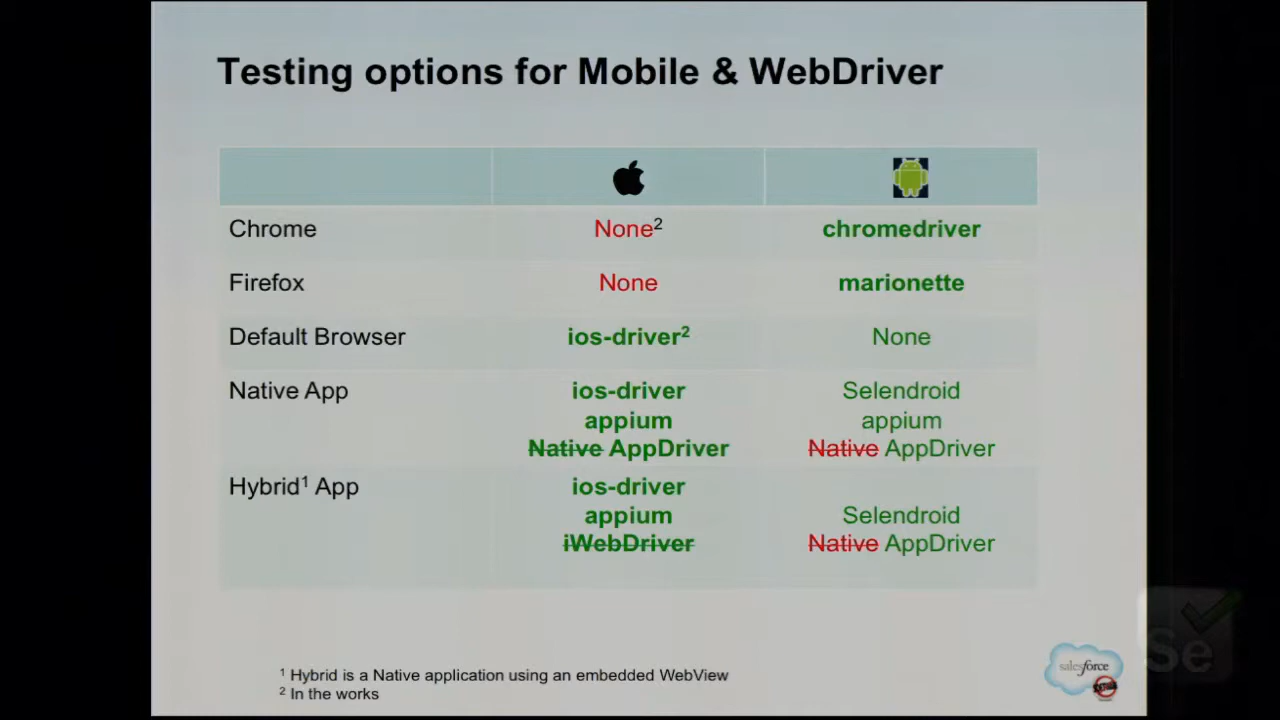 Testing options for Mobile & WebDriver
Chrome None² chromedriver
Firefox None marionette
Default Browser ios-driver² None
Native App ios-driver Selendroid
appium appium
Native AppDriver Native AppDriver
Hybrid¹ App ios-driver
appium Selendroid
iWebDriver Native AppDriver
¹ Hybrid is a Native application using an embedded WebView
² In the works
salesforce
Se